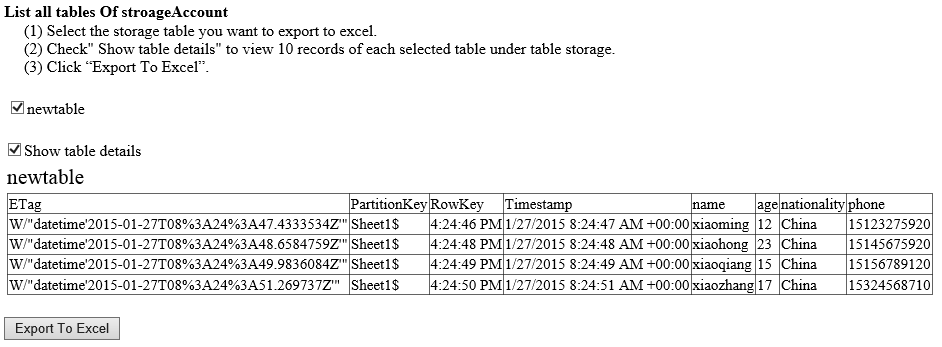 List all tables Of stroageAccount
(1) Select the storage table you want to export to excel.
(2) Check" Show table details" to view 10 records of each selected table under table storage.
(3) Click “Export To Excel”.
newtable
Show table details
newtable
ETag PartitionKey RowKey Timestamp name age nationality phone
W/"datetime'2015-01-27T08%3A24%3A47.4333534Z'" Sheet1$ 4:24:46 PM 1/27/2015 8:24:47 AM +00:00 xiaoming 12 China 15123275920
W/"datetime'2015-01-27T08%3A24%3A48.6584759Z'" Sheet1$ 4:24:48 PM 1/27/2015 8:24:48 AM +00:00 xiaohong 23 China 15145675920
W/"datetime'2015-01-27T08%3A24%3A49.9836084Z'" Sheet1$ 4:24:49 PM 1/27/2015 8:24:49 AM +00:00 xiaoqiang 15 China 15156789120
W/"datetime'2015-01-27T08%3A24%3A51.269737Z'" Sheet1$ 4:24:50 PM 1/27/2015 8:24:51 AM +00:00 xiaozhang 17 China 15324568710
Export To Excel